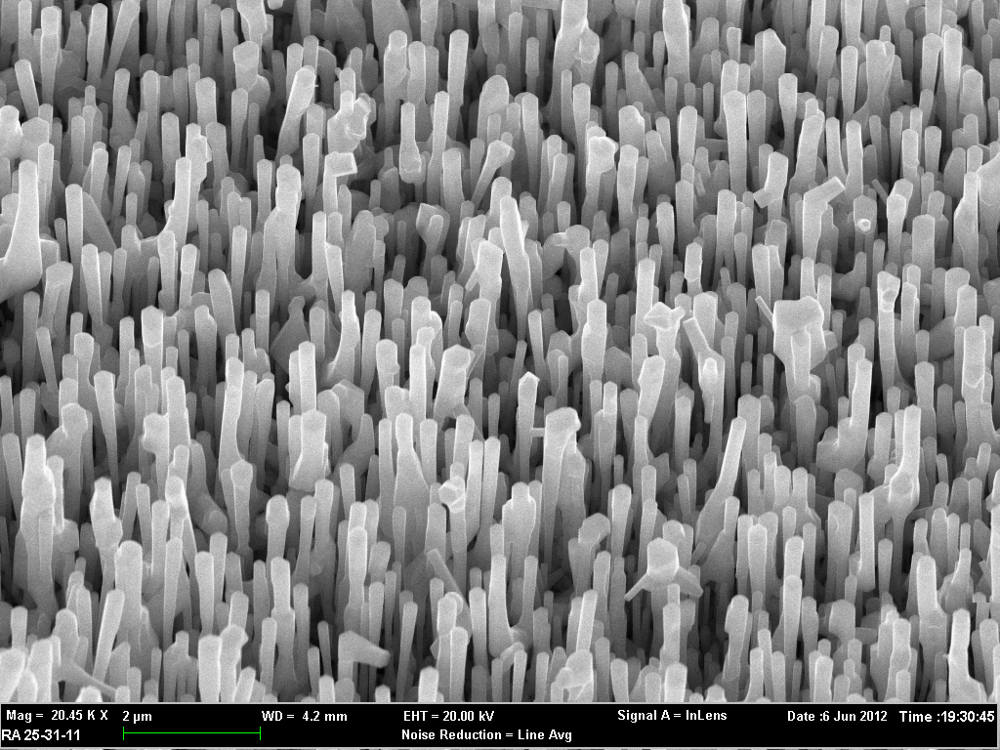 Mag = 20.45 K X 2 µm WD = 4.2 mm EHT = 20.00 kV Signal A = InLens Date :6 Jun 2012 Time :19:30:45
RA 25-31-11 Noise Reduction = Line Avg